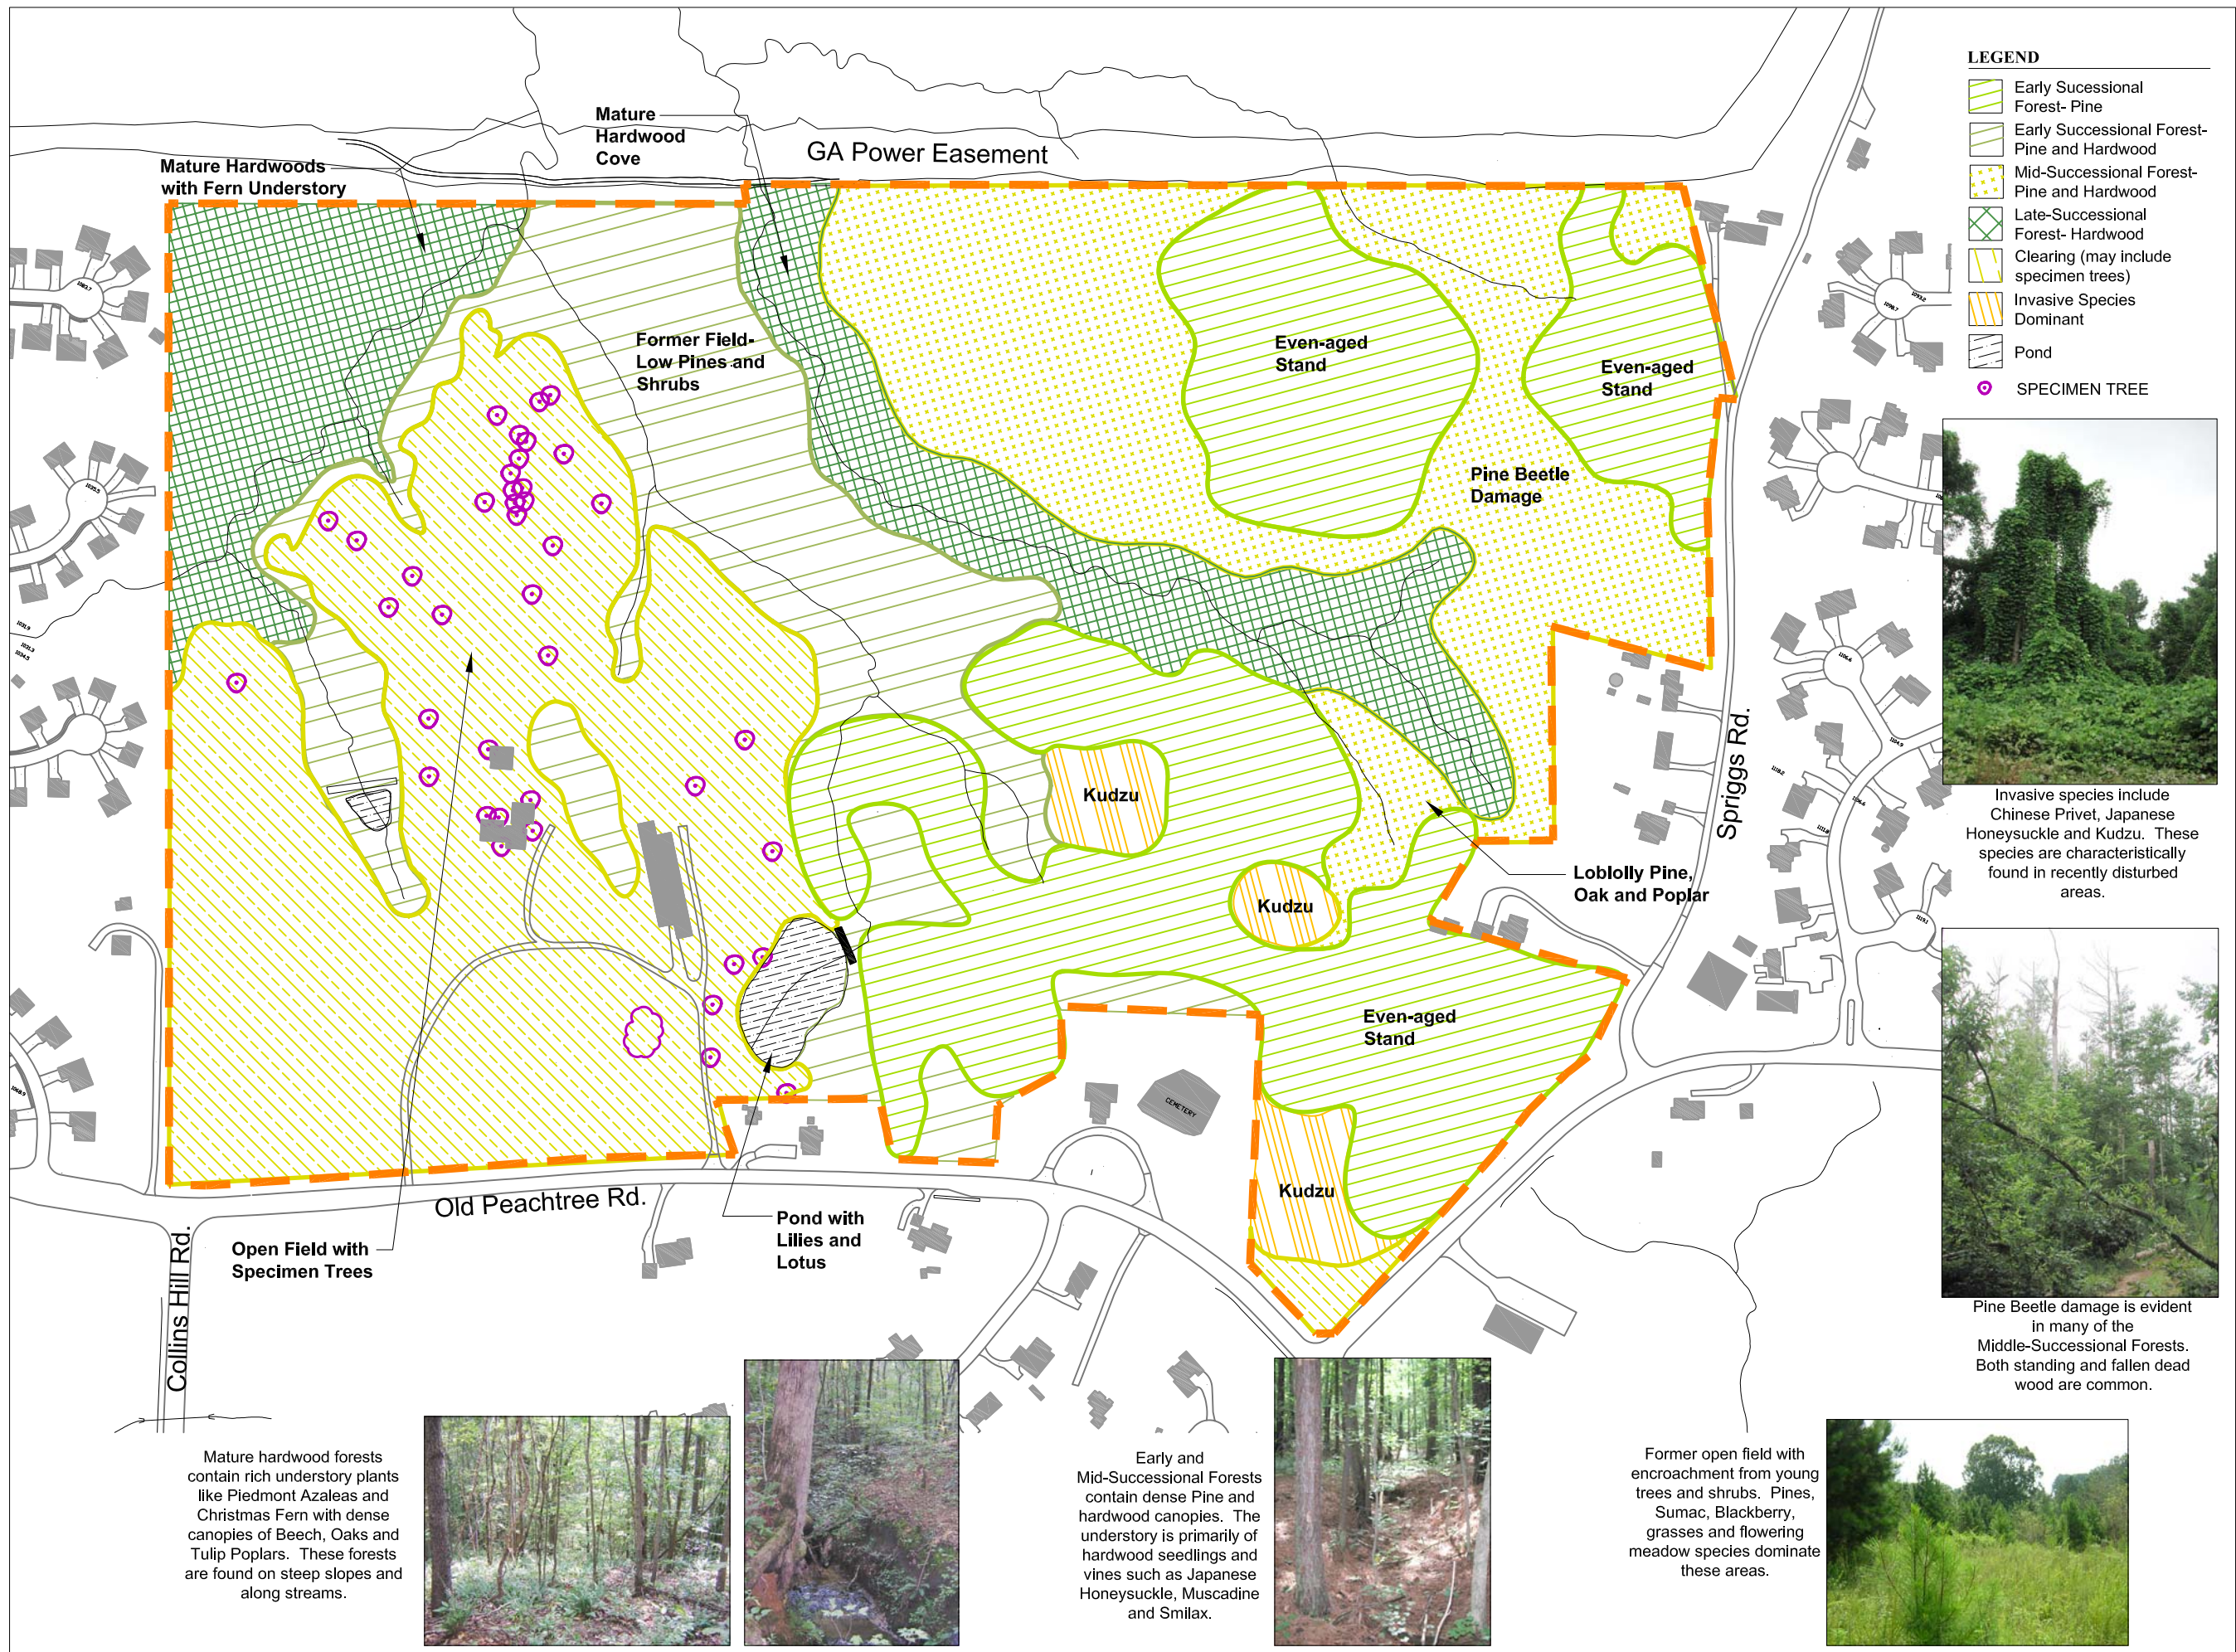 LEGEND
Early Sucessional
Forest- Pine
Early Successional Forest-
Pine and Hardwood
Mid-Successional Forest-
Pine and Hardwood
Late-Successional
Forest- Hardwood
Clearing (may include
specimen trees)
Invasive Species
Dominant
Pond
SPECIMEN TREE
Mature
Hardwood
Cove
GA Power Easement
Mature Hardwoods
with Fern Understory
Former Field-
Low Pines and
Shrubs
Even-aged
Stand
Even-aged
Stand
Pine Beetle
Damage
Kudzu
Kudzu
Loblolly Pine,
Oak and Poplar
Spriggs Rd.
Even-aged
Stand
CEMETERY
Kudzu
Old Peachtree Rd.
Collins Hill Rd.
Open Field with
Specimen Trees
Pond with
Lilies and
Lotus
Invasive species include
Chinese Privet, Japanese
Honeysuckle and Kudzu. These
species are characteristically
found in recently disturbed
areas.
Pine Beetle damage is evident
in many of the
Middle-Successional Forests.
Both standing and fallen dead
wood are common.
Mature hardwood forests
contain rich understory plants
like Piedmont Azaleas and
Christmas Fern with dense
canopies of Beech, Oaks and
Tulip Poplars. These forests
are found on steep slopes and
along streams.
Early and
Mid-Successional Forests
contain dense Pine and
hardwood canopies. The
understory is primarily of
hardwood seedlings and
vines such as Japanese
Honeysuckle, Muscadine
and Smilax.
Former open field with
encroachment from young
trees and shrubs. Pines,
Sumac, Blackberry,
grasses and flowering
meadow species dominate
these areas.